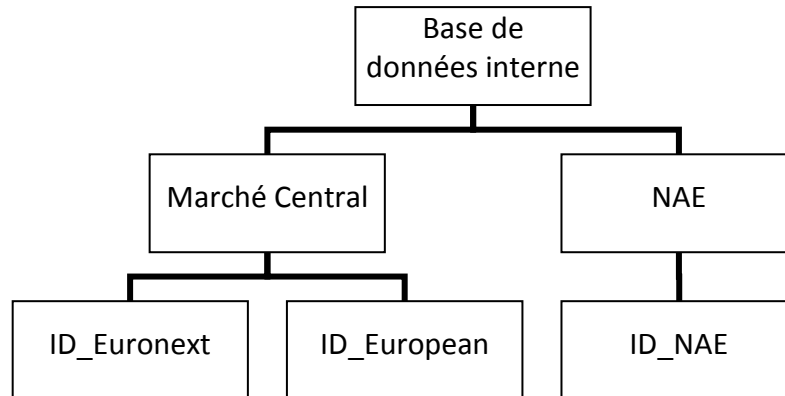 Base de
données interne
Marché Central
NAE
ID_Euronext
ID_European
ID_NAE